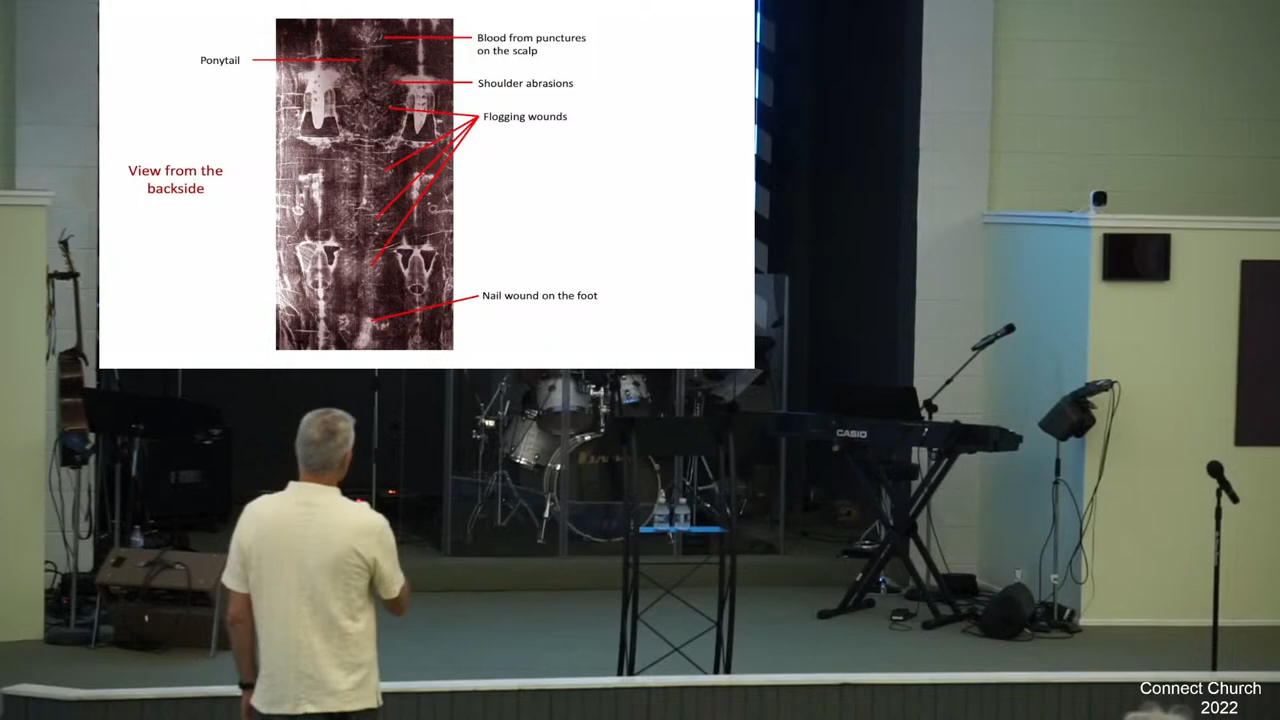 Blood from punctures
on the scalp
Ponytail
Shoulder abrasions
Flogging wounds
View from the
backside
Nail wound on the foot
CASIO
Connect Church
2022